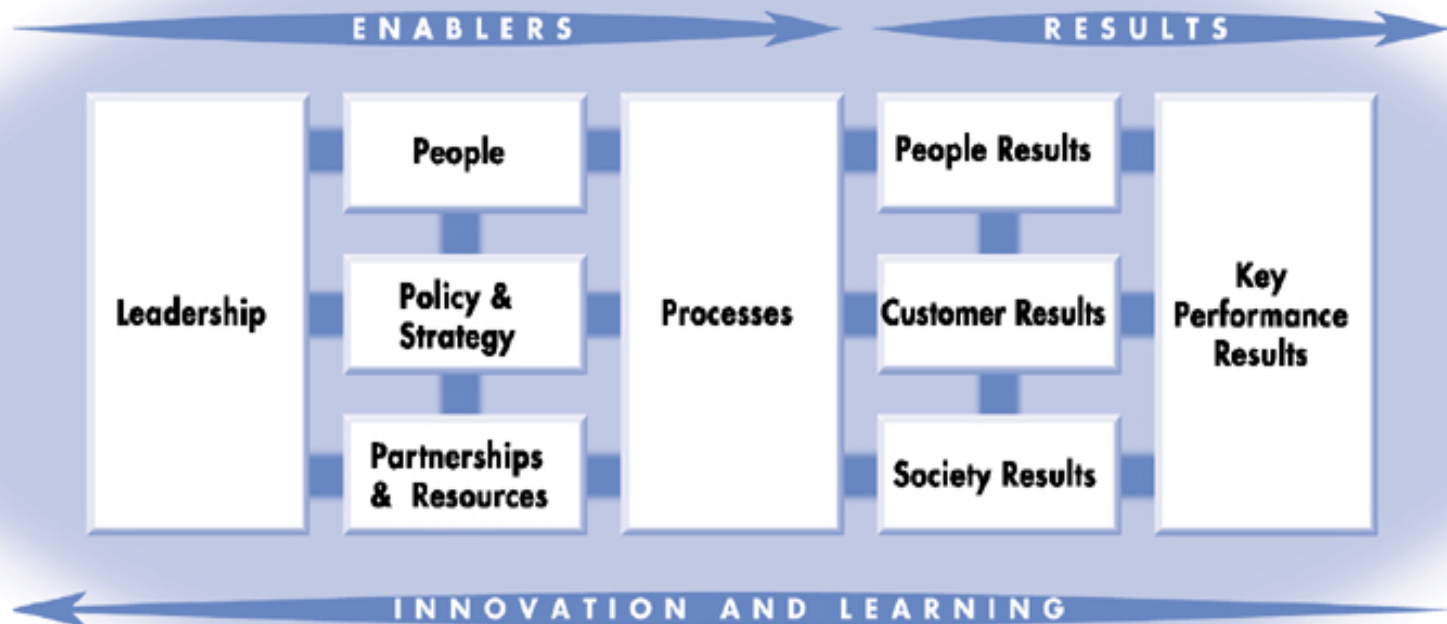 ENABLERS
RESULTS
Leadership
People
Policy &
Strategy
Partnerships
& Resources
Processes
People Results
Customer Results
Society Results
Key
Performance
Results
INNOVATION AND LEARNING